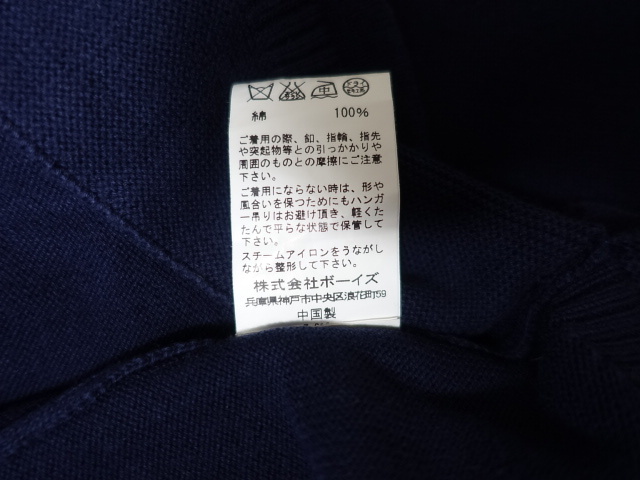 中 ドライ
綿 100%
ご着用の際、釦、指輪、指先
や突起物等との引っかかりや
周囲のものとの摩擦にご注意
下さい。
ご着用にならない時は、形や
風合いを保つためにもハンガ
ー吊りはお避け頂き、軽くた
たんで平らな状態で保管して
下さい。
スチームアイロンをうながし
ながら整形して下さい。
株式会社ボーイズ
兵庫県神戸市中央区浪花町59
中国製